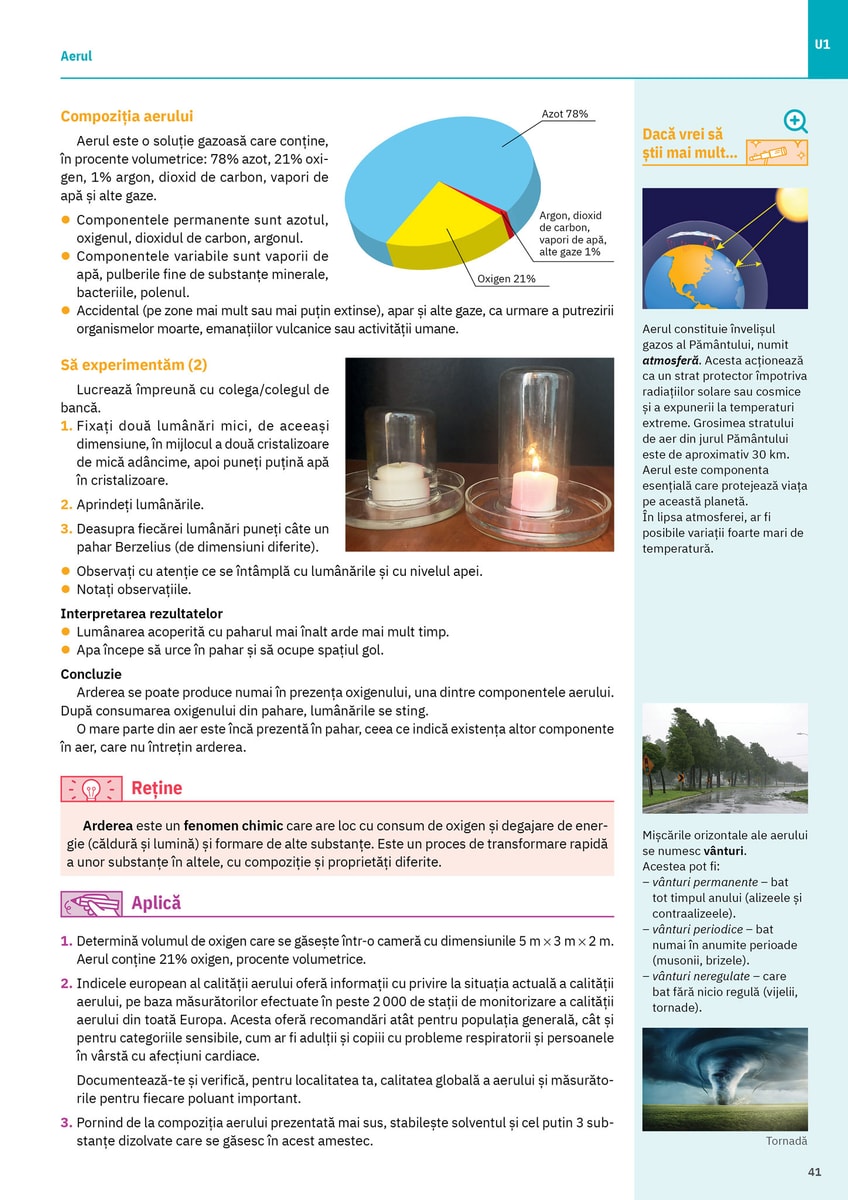 U1
Aerul
Compoziția aerului
Aerul este o soluție gazoasă care conține,
în procente volumetrice: 78% azot, 21% oxi-
gen, 1% argon, dioxid de carbon, vapori de
apă și alte gaze.
● Componentele permanente sunt azotul,
oxigenul, dioxidul de carbon, argonul.
● Componentele variabile sunt vaporii de
apă, pulberile fine de substanțe minerale,
bacteriile, polenul.
● Accidental (pe zone mai mult sau mai puțin extinse), apar și alte gaze, ca urmare a putrezirii
organismelor moarte, emanațiilor vulcanice sau activității umane.
Azot 78%
Argon, dioxid
de carbon,
vapori de apă,
alte gaze 1%
Oxigen 21%
Să experimentăm (2)
Lucrează împreună cu colega/colegul de
bancă.
1. Fixați două lumânări mici, de aceeași
dimensiune, în mijlocul a două cristalizoare
de mică adâncime, apoi puneți puțină apă
în cristalizoare.
2. Aprindeți lumânările.
3. Deasupra fiecărei lumânări puneți câte un
pahar Berzelius (de dimensiuni diferite).
● Observați cu atenție ce se întâmplă cu lumânările și cu nivelul apei.
● Notați observațiile.
Interpretarea rezultatelor
● Lumânarea acoperită cu paharul mai înalt arde mai mult timp.
● Apa începe să urce în pahar și să ocupe spațiul gol.
Concluzie
Arderea se poate produce numai în prezența oxigenului, una dintre componentele aerului.
După consumarea oxigenului din pahare, lumânările se sting.
O mare parte din aer este încă prezentă în pahar, ceea ce indică existența altor componente
în aer, care nu întrețin arderea.
Reține
Arderea este un fenomen chimic care are loc cu consum de oxigen și degajare de ener-
gie (căldură și lumină) și formare de alte substanțe. Este un proces de transformare rapidă
a unor substanțe în altele, cu compoziție și proprietăți diferite.
Aplică
1. Determină volumul de oxigen care se găsește într-o cameră cu dimensiunile 5 m × 3 m × 2 m.
Aerul conține 21% oxigen, procente volumetrice.
2. Indicele european al calității aerului oferă informații cu privire la situația actuală a calității
aerului, pe baza măsurătorilor efectuate în peste 2 000 de stații de monitorizare a calității
aerului din toată Europa. Acesta oferă recomandări atât pentru populația generală, cât și
pentru categoriile sensibile, cum ar fi adulții și copiii cu probleme respiratorii și persoanele
în vârstă cu afecțiuni cardiace.
Documentează-te și verifică, pentru localitatea ta, calitatea globală a aerului și măsurăto-
rile pentru fiecare poluant important.
3. Pornind de la compoziția aerului prezentată mai sus, stabilește solventul și cel putin 3 sub-
stanțe dizolvate care se găsesc în acest amestec.
Dacă vrei să
știi mai mult...
Aerul constituie învelișul
gazos al Pământului, numit
atmosferă. Acesta acționează
ca un strat protector împotriva
radiațiilor solare sau cosmice
și a expunerii la temperaturi
extreme. Grosimea stratului
de aer din jurul Pământului
este de aproximativ 30 km.
Aerul este componenta
esențială care protejează viața
pe această planetă.
În lipsa atmosferei, ar fi
posibile variații foarte mari de
temperatură.
Mișcările orizontale ale aerului
se numesc vânturi.
Acestea pot fi:
– vânturi permanente – bat
tot timpul anului (alizeele și
contraalizeele).
– vânturi periodice – bat
numai în anumite perioade
(musonii, brizele).
– vânturi neregulate – care
bat fără nicio regulă (vijelii,
tornade).
Tornadă
41